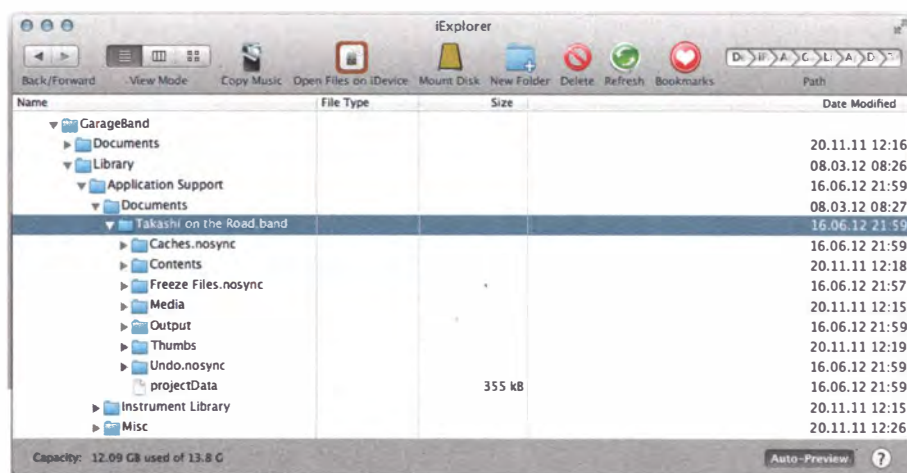 iExplorer
Back/Forward View Mode Copy Music Open Files on iDevice Mount Disk New Folder Delete Refresh Bookmarks Path
Name File Type Size Date Modified
GarageBand
Documents 20.11.11 12:16
Library 08.03.12 08:26
Application Support 16.06.12 21:59
Documents 08.03.12 08:27
Takashi on the Road.band 16.06.12 21:59
Caches.nosync 16.06.12 21:59
Contents 20.11.11 12:18
Freeze Files.nosync 16.06.12 21:57
Media 20.11.11 12:15
Output 16.06.12 21:59
Thumbs 20.11.11 12:19
Undo.nosync 16.06.12 21:59
projectData 355 kB 16.06.12 21:59
Instrument Library 20.11.11 12:15
Misc 20.11.11 12:26
Capacity: 12.09 GB used of 13.8 G Auto-Preview ?